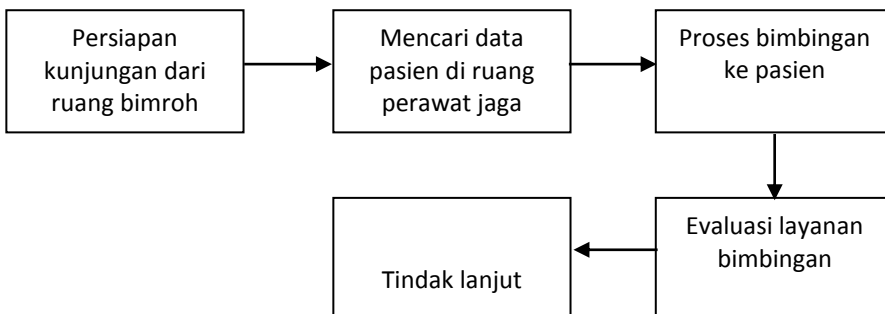 Persiapan
kunjungan dari
ruang bimroh
Mencari data
pasien di ruang
perawat jaga
Proses bimbingan
ke pasien
Evaluasi layanan
bimbingan
Tindak lanjut